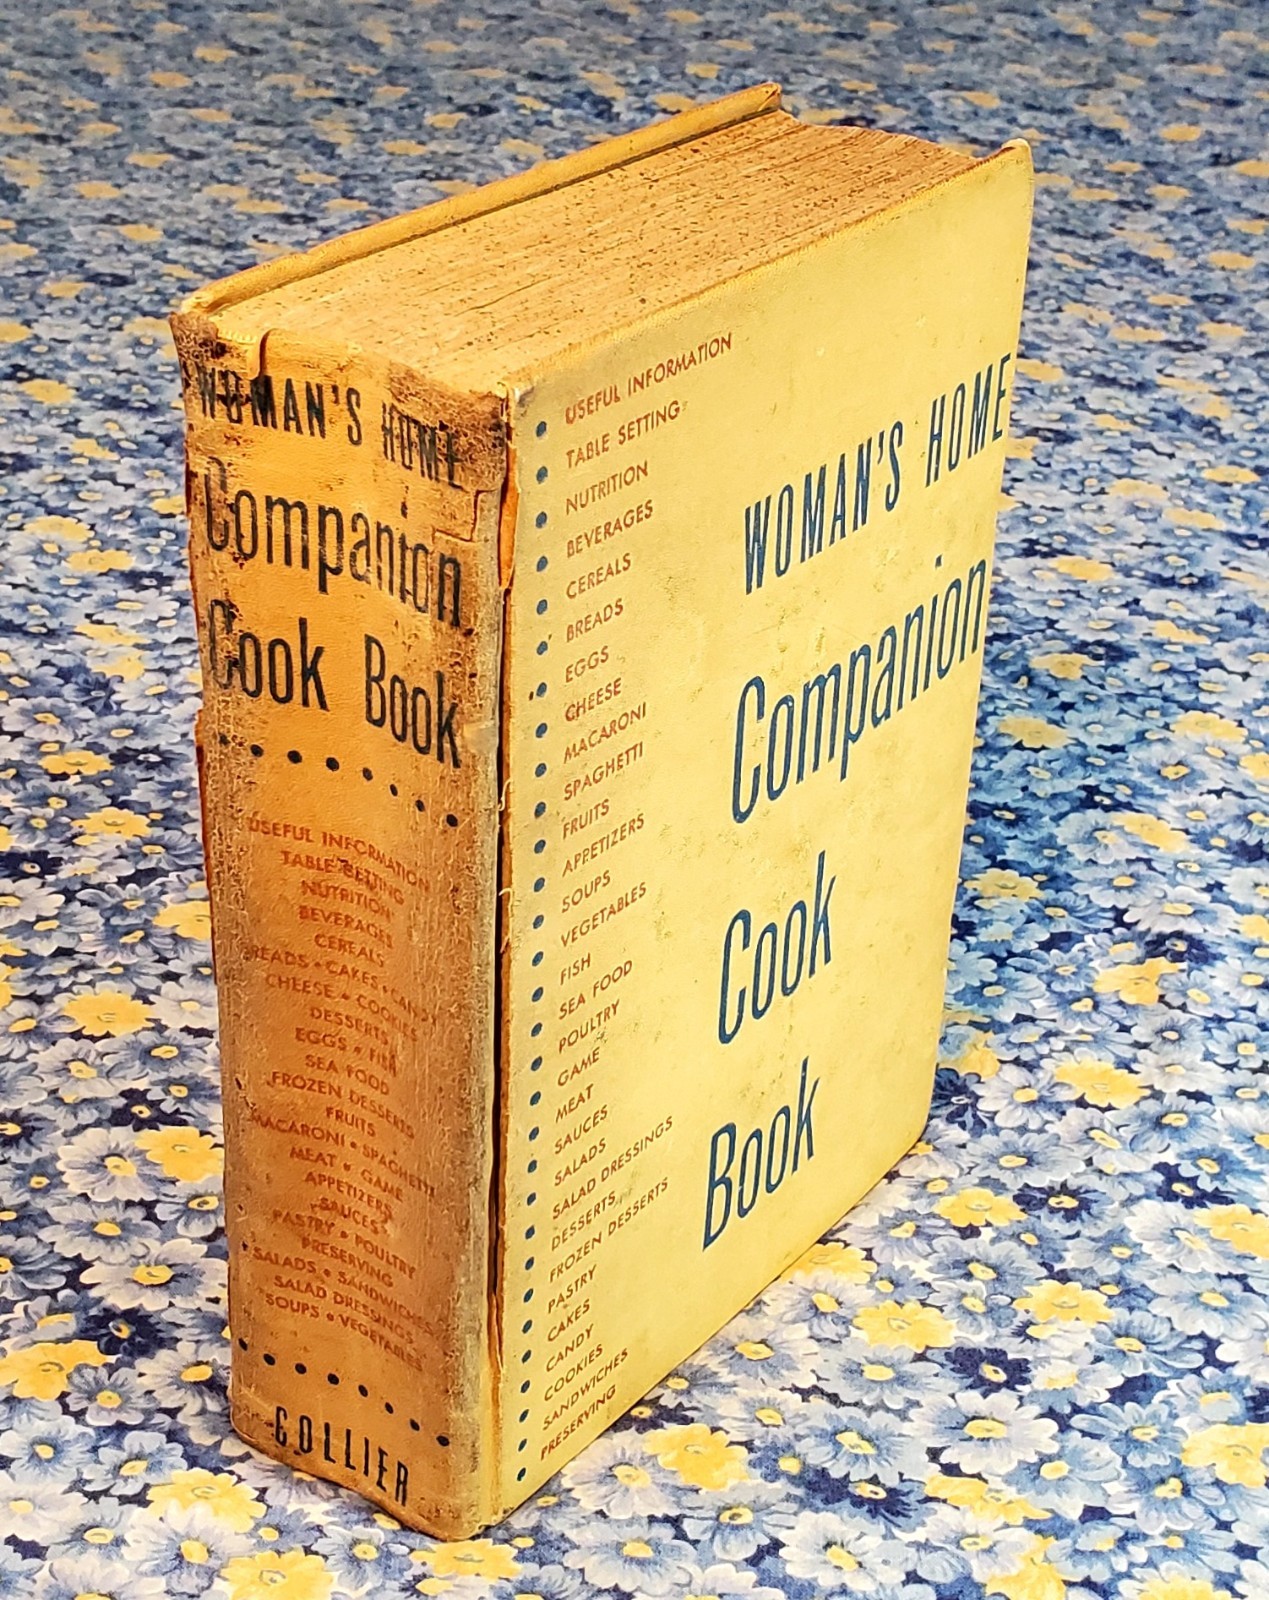 WOMAN'S HOME
Companion
Cook Book
USEFUL INFORMATION
TABLE SETTING
NUTRITION
BEVERAGES
CEREALS
BREADS • CAKES • CANDY
CHEESE • COOKIES
DESSERTS
EGGS • FISH
SEA FOOD
FROZEN DESSERTS
FRUITS
MACARONI • SPAGHETTI
MEAT • GAME
APPETIZERS
SAUCES
PASTRY • POULTRY
PRESERVING
SALADS • SANDWICHES
SALAD DRESSINGS
SOUPS • VEGETABLES
COLLIER
USEFUL INFORMATION
TABLE SETTING
NUTRITION
BEVERAGES
CEREALS
BREADS
EGGS
CHEESE
MACARONI
SPAGHETTI
FRUITS
APPETIZERS
SOUPS
VEGETABLES
FISH
SEA FOOD
POULTRY
GAME
MEAT
SAUCES
SALADS
SALAD DRESSINGS
DESSERTS
FROZEN DESSERTS
PASTRY
CAKES
CANDY
COOKIES
SANDWICHES
PRESERVING
WOMAN'S HOME
Companion
Cook
Book